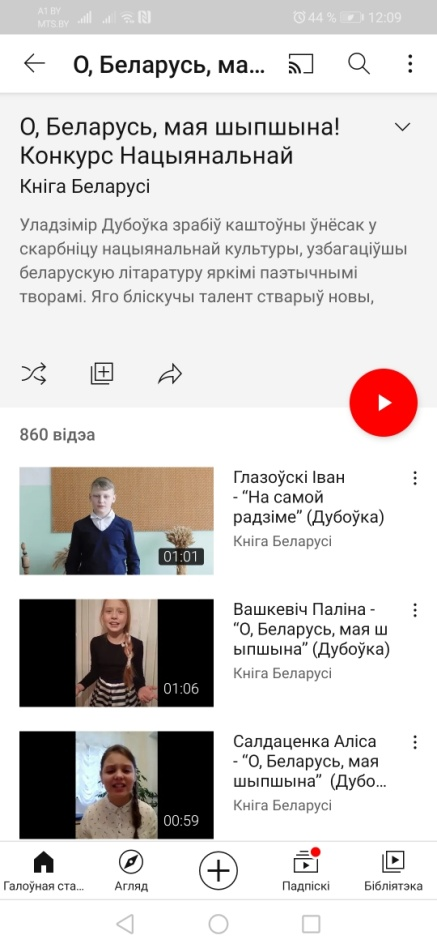 A1 BY
MTS.BY
44 %
12:09
О, Беларусь, ма...
О, Беларусь, мая шыпшына!
Конкурс Нацыянальнай
Кніга Беларусі
Уладзімір Дубоўка зрабіў каштоўны ўнёсак у
скарбніцу нацыянальнай культуры, узбагаціўшы
беларускую літаратуру яркімі паэтычнымі
творамі. Яго бліскучы талент стварыў новы,
860 відэа
Глазоўскі Іван
- “На самой
радзіме” (Дубоўка)
Кніга Беларусі
01:01
Вашкевіч Паліна -
“О, Беларусь, мая ш
ыпшына” (Дубоўка)
Кніга Беларусі
01:06
Салдаценка Аліса
- “О, Беларусь, мая
шыпшына” (Дубо...
Кніга Беларусі
00:59
Галоўная ста...
Агляд
Падпіскі
Бібліятэка